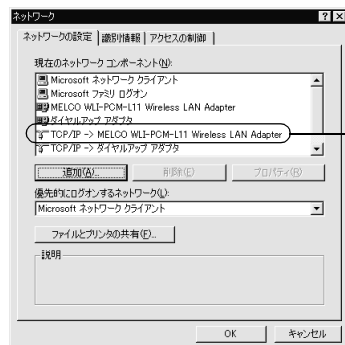 ネットワーク
ネットワークの設定 識別情報 アクセスの制御
現在のネットワーク コンポーネント(N):
Microsoft ネットワーク クライアント
Microsoft ファミリ ログオン
MELCO WLI-PCM-L11 Wireless LAN Adapter
ダイヤルアップ アダプタ
TCP/IP -> MELCO WLI-PCM-L11 Wireless LAN Adapter
TCP/IP -> ダイヤルアップ アダプタ
追加(A)... 削除(E) プロパティ(R)
優先的にログオンするネットワーク(L):
Microsoft ネットワーク クライアント
ファイルとプリンタの共有(F)...
説明
OK キャンセル